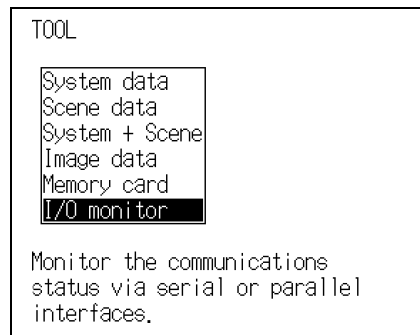 TOOL
System data
Scene data
System + Scene
Image data
Memory card
I/O monitor
Monitor the communications
status via serial or parallel
interfaces.